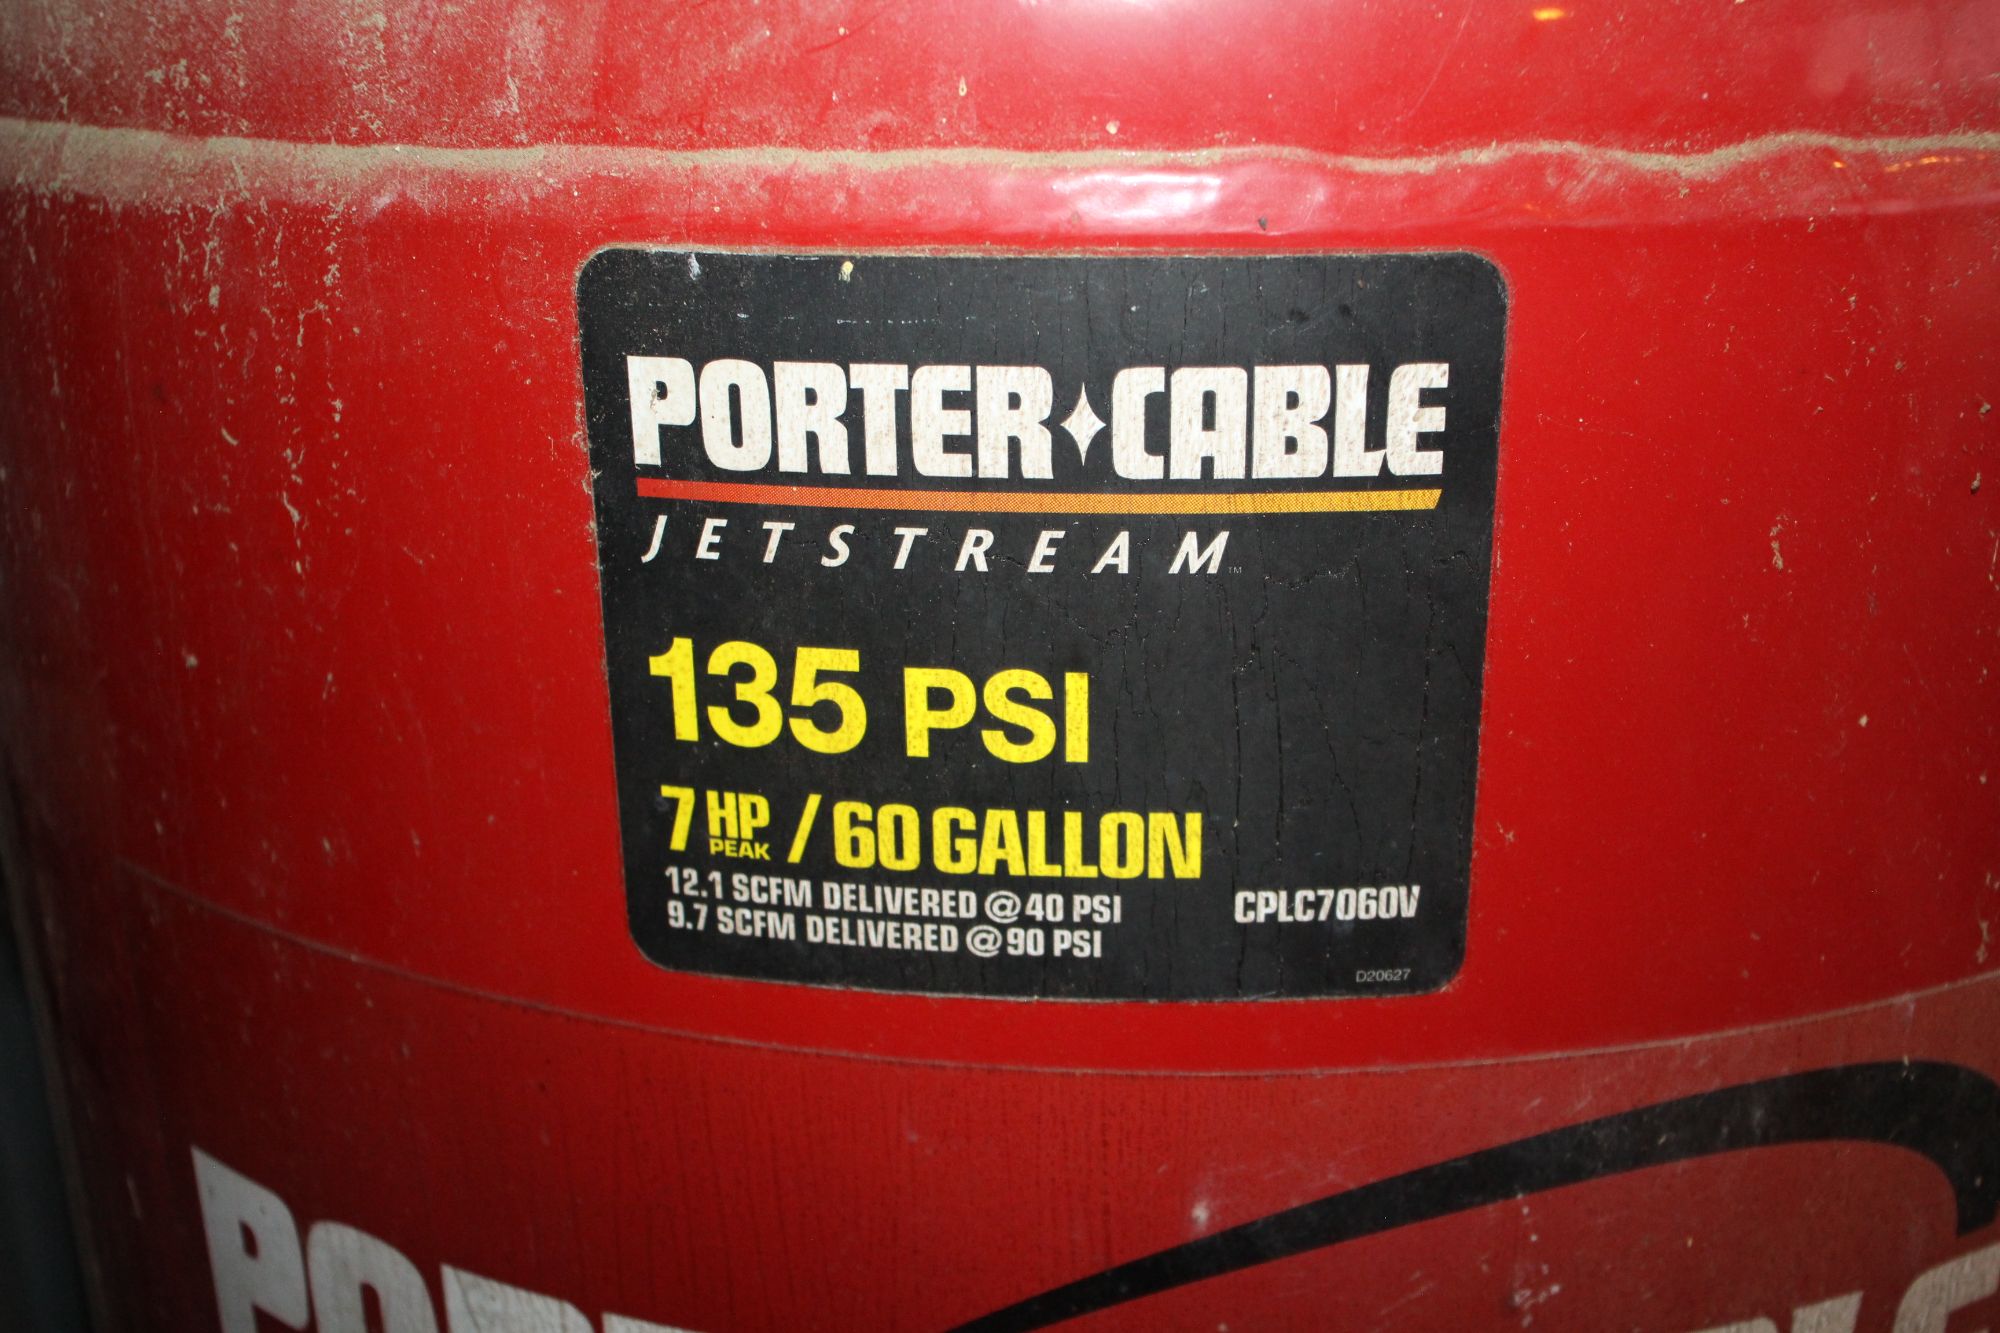 PORTER CABLE
JETSTREAM™
135 PSI
7 HP PEAK / 60 GALLON
12.1 SCFM DELIVERED @ 40 PSI
9.7 SCFM DELIVERED @ 90 PSI
CPLC7060V
D20627